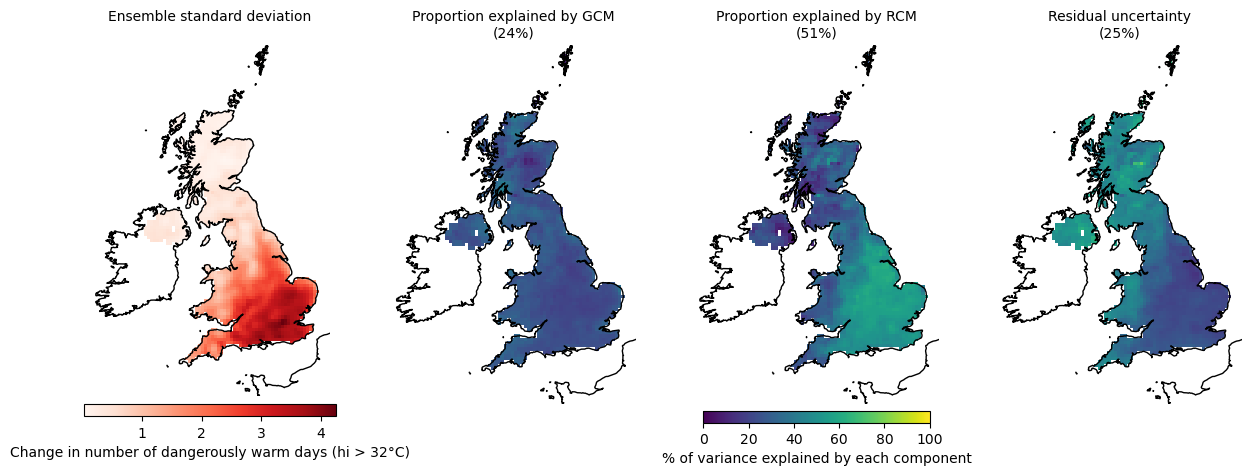 Ensemble standard deviation
Proportion explained by GCM
(24%)
Proportion explained by RCM
(51%)
Residual uncertainty
(25%)
1 2 3 4
Change in number of dangerously warm days (hi > 32°C)
0 20 40 60 80 100
% of variance explained by each component